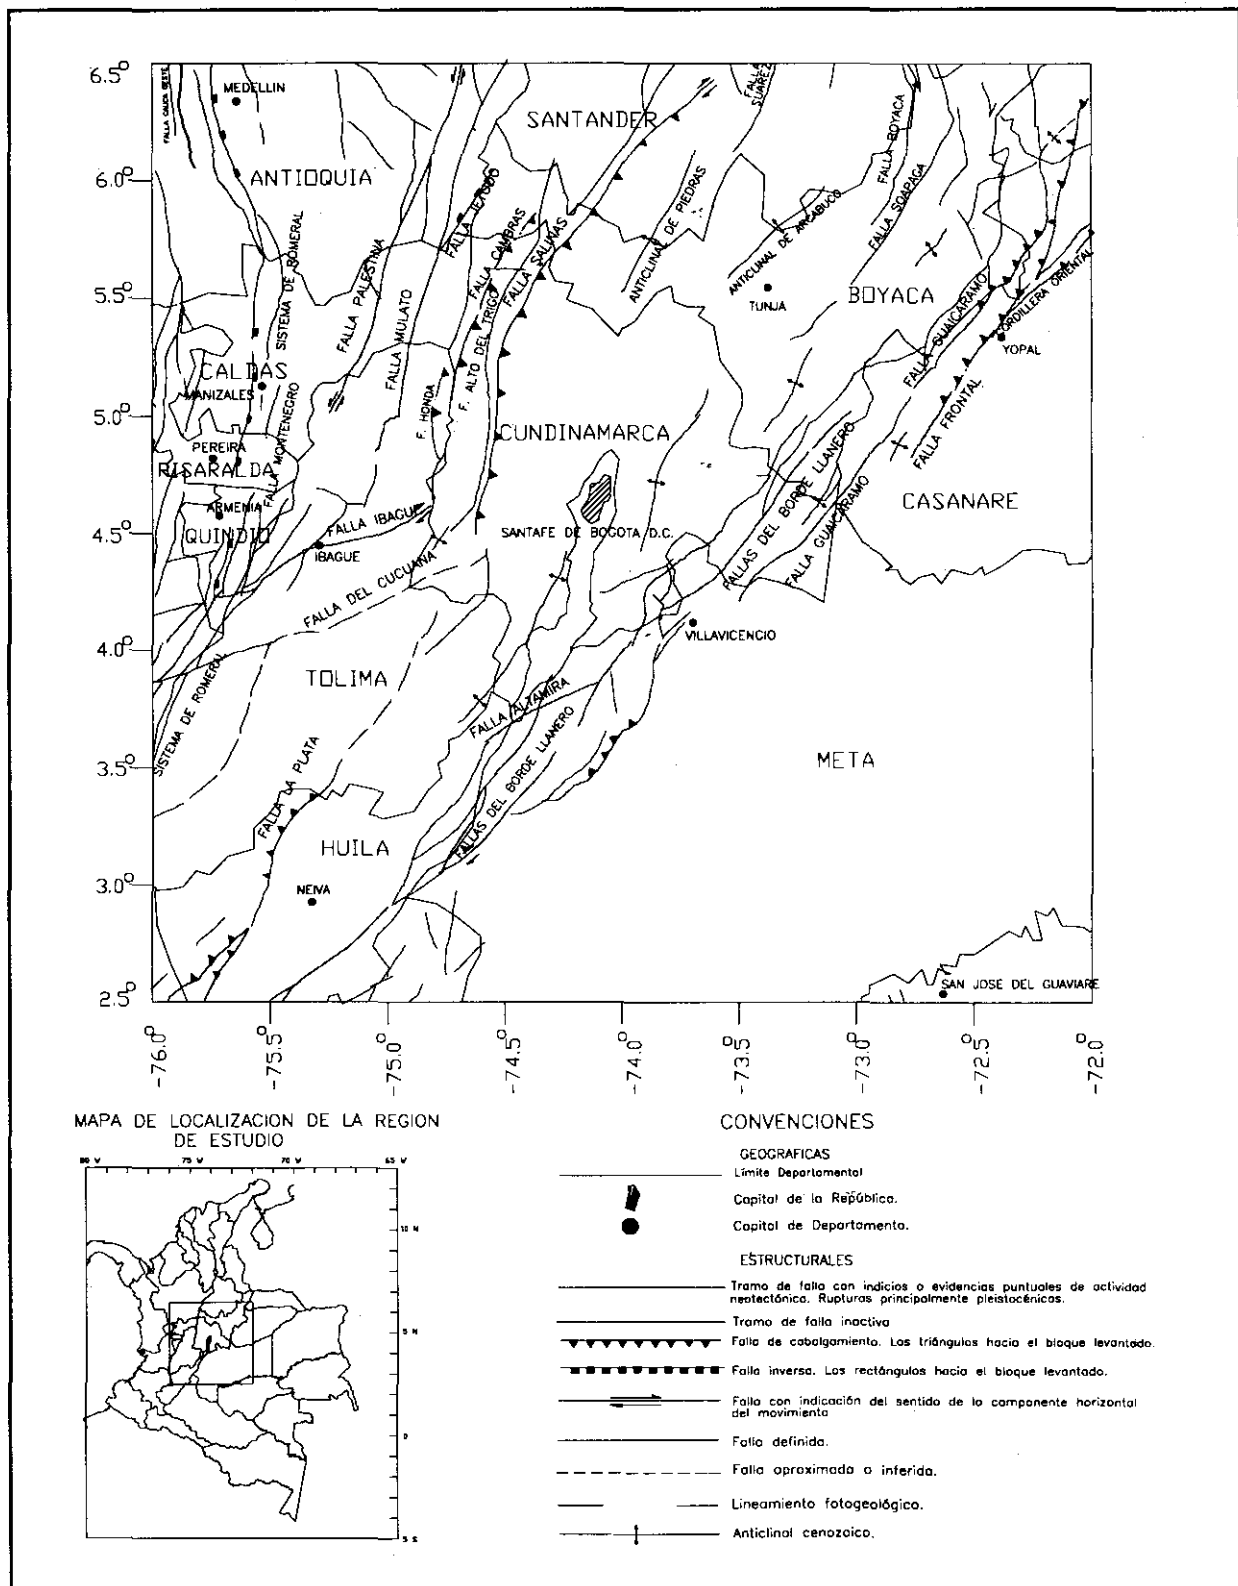 6.5°
MEDELLIN
FALLA CAUCA OESTE
FALLA SUAREZ
SANTANDER
FALLA BOYACA
6.0°
ANTIOQUIA
FALLA JETUDO
FALLA SOAPAGA
ANTICLINAL DE PIEDRAS
ANTICLINAL DE ARCABUCO
SISTEMA DE ROMERAL
FALLA PALESTINA
FALLA CAMBRAS
FALLA SALINAS
5.5°
FALLA MULATO
F. ALTO DEL TRIGO
TUNJA
BOYACA
FALLA GUAICARAMO
CORDILLERA ORIENTAL
YOPAL
CALDAS
MANIZALES
5.0°
FALLA MONTENEGRO
F. HONDA
CUNDINAMARCA
FALLA FRONTAL
PEREIRA
RISARALDA
FALLAS DEL BORDE LLANERO
FALLA GUAICARAMO
CASANARE
ARMENIA
QUINDIO
4.5°
FALLA IBAGUE
IBAGUE
SANTAFE DE BOGOTA D.C.
FALLA DEL CUCUANA
4.0°
VILLAVICENCIO
TOLIMA
SISTEMA DE ROMERAL
FALLA ALTAMIRA
3.5°
FALLA LA PLATA
FALLAS DEL BORDE LLANERO
META
HUILA
3.0°
NEIVA
2.5°
SAN JOSE DEL GUAVIARE
-76.0°
-75.5°
-75.0°
-74.5°
-74.0°
-73.5°
-73.0°
-72.5°
-72.0°
MAPA DE LOCALIZACION DE LA REGION
DE ESTUDIO
80 W
75 W
70 W
65 W
10 N
5 N
0
5 S
CONVENCIONES
GEOGRAFICAS
Límite Departamental
Capital de la República.
Capital de Departamento.
ESTRUCTURALES
Tramo de falla con indicios o evidencias puntuales de actividad
neotectónica. Rupturas principalmente pleistocénicas.
Tramo de falla inactiva
Falla de cabalgamiento. Los triángulos hacia el bloque levantado.
Falla inversa. Los rectángulos hacia el bloque levantado.
Falla con indicación del sentido de la componente horizontal
del movimiento
Falla definida.
Falla aproximada o inferida.
Lineamiento fotogeológico.
Anticlinal cenozoico.